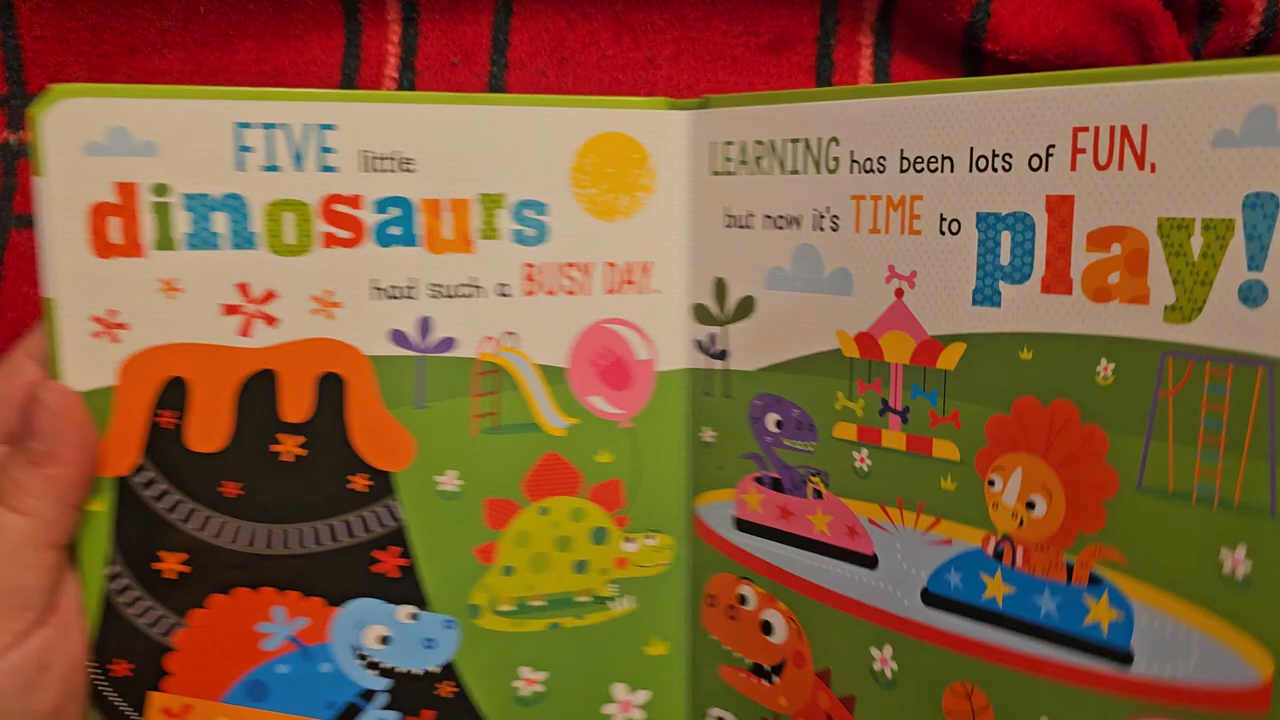 FIVE little
dinosaurs
had such a BUSY DAY.
LEARNING has been lots of FUN,
but now it's TIME to play!